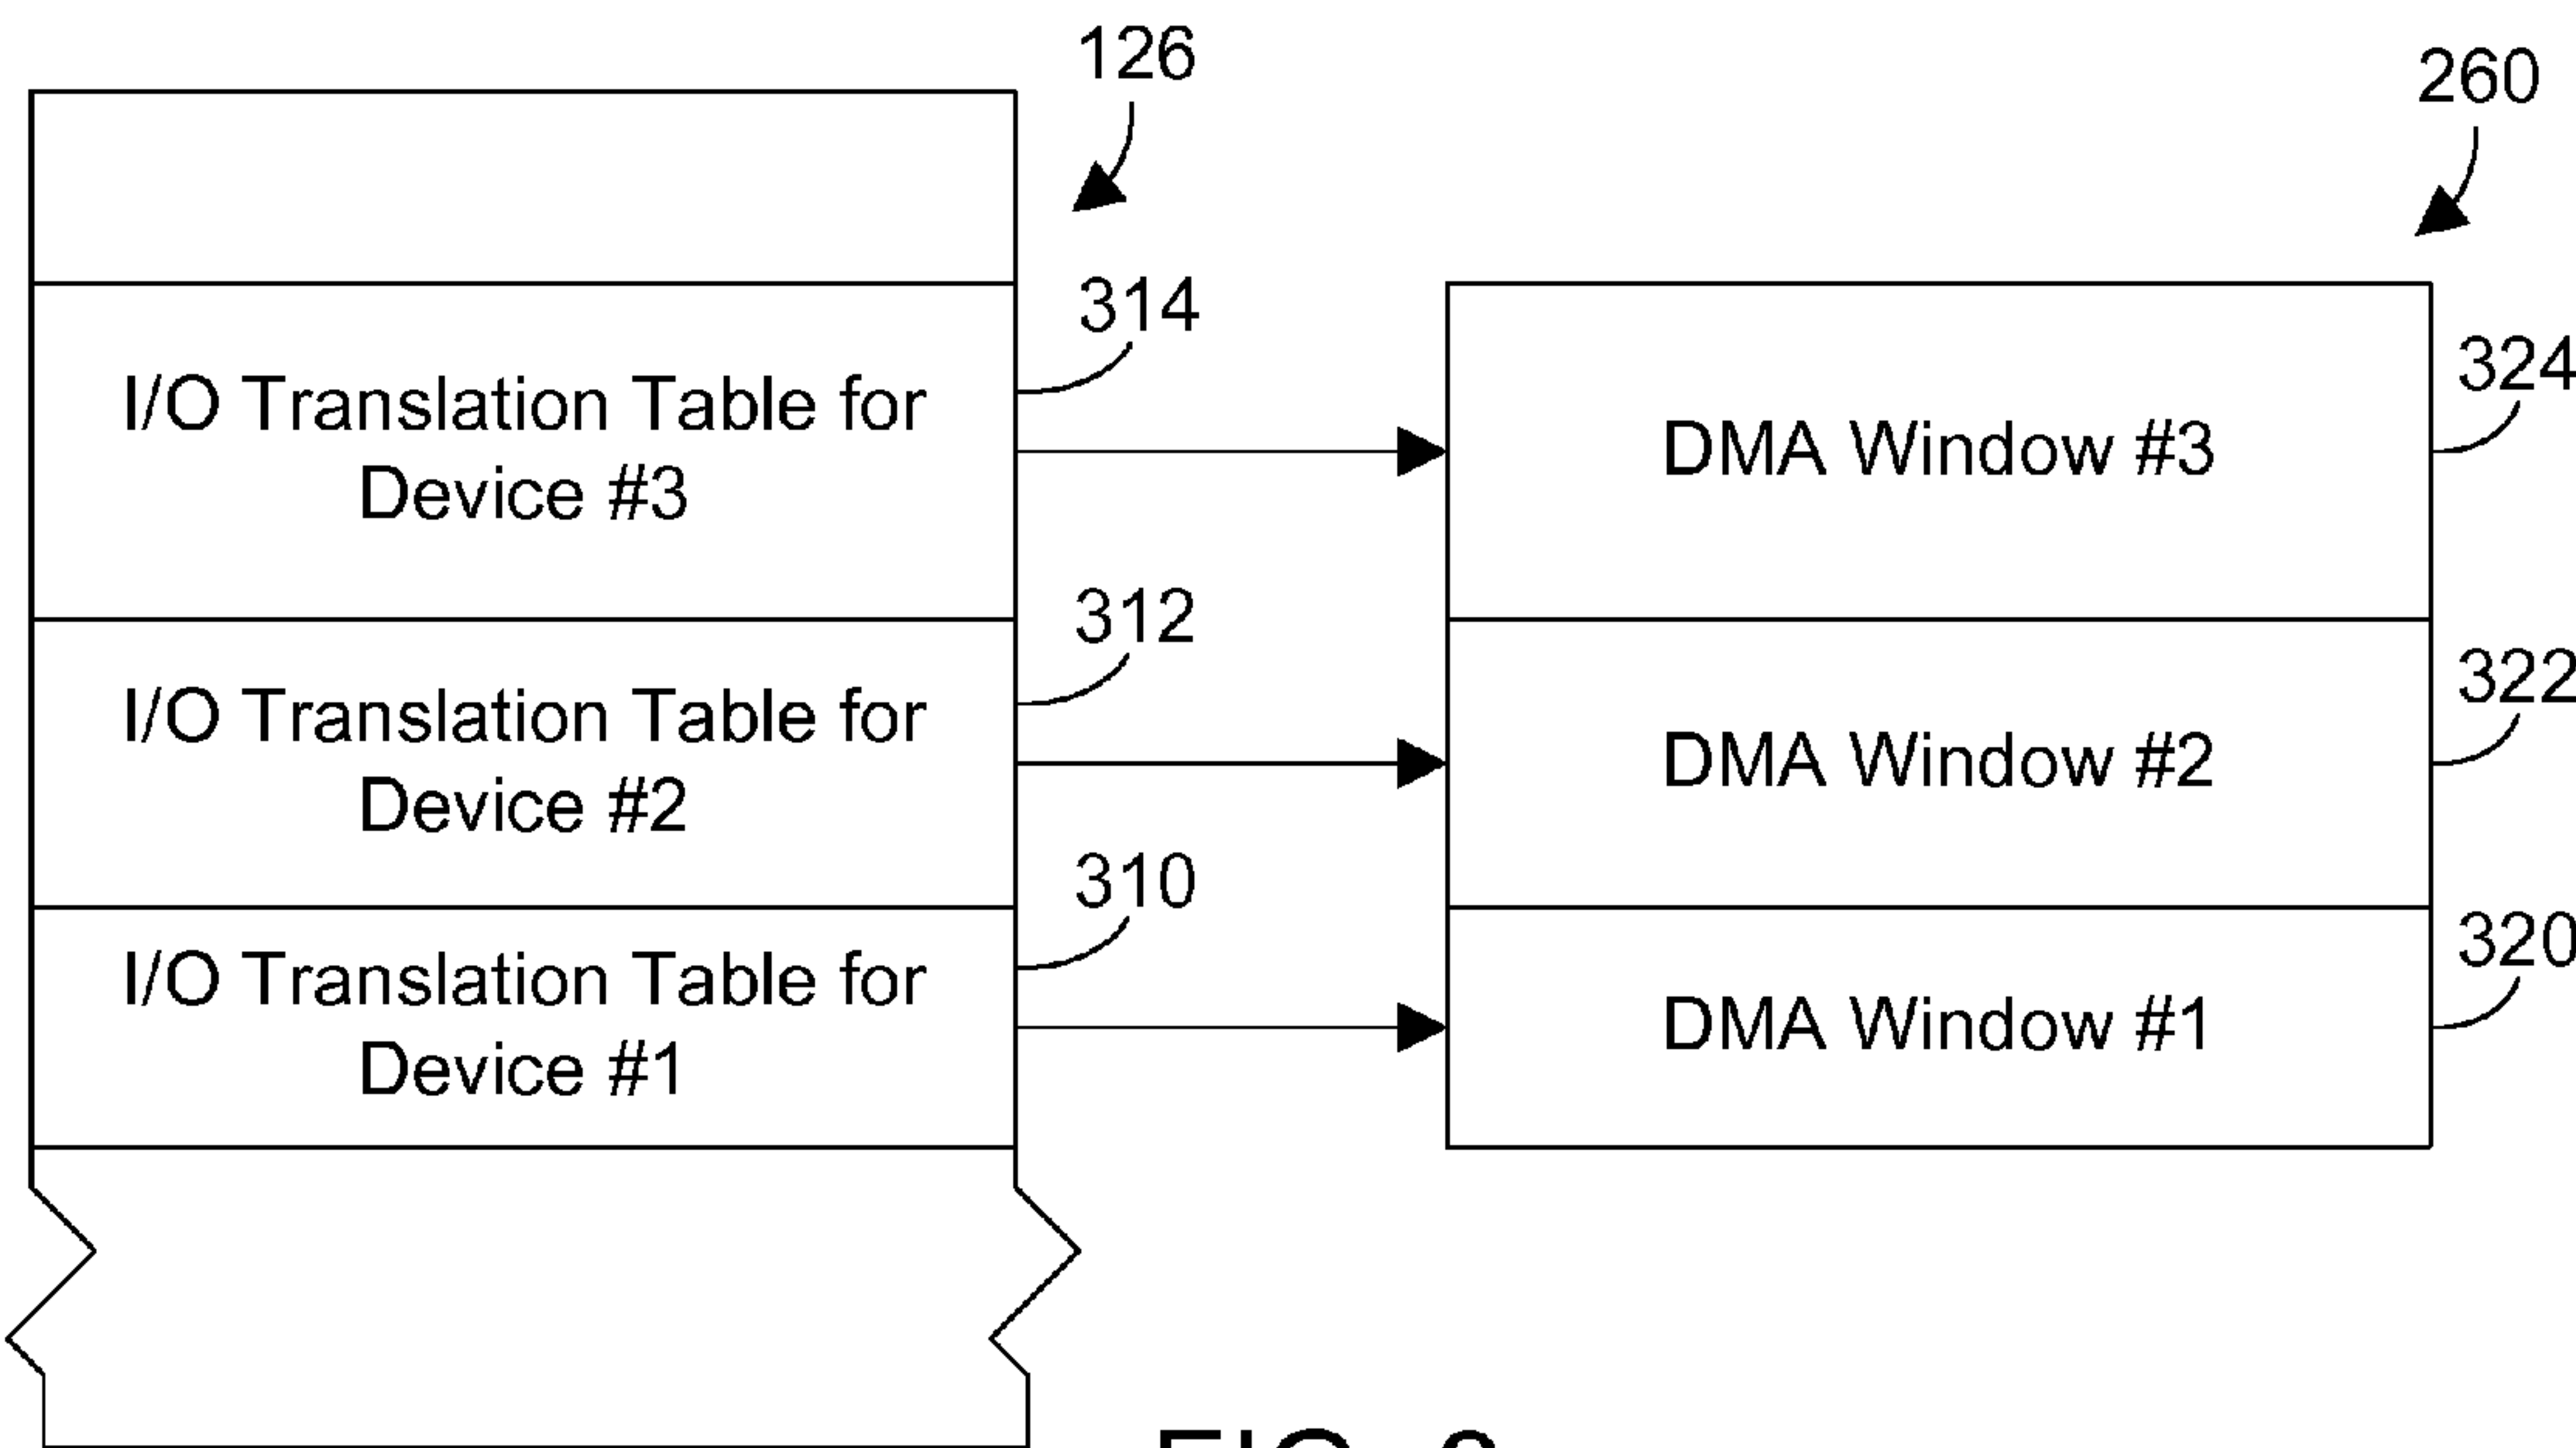 126
260
314
I/O Translation Table for
Device #3
DMA Window #3
324
312
I/O Translation Table for
Device #2
DMA Window #2
322
310
I/O Translation Table for
Device #1
DMA Window #1
320
FIG.